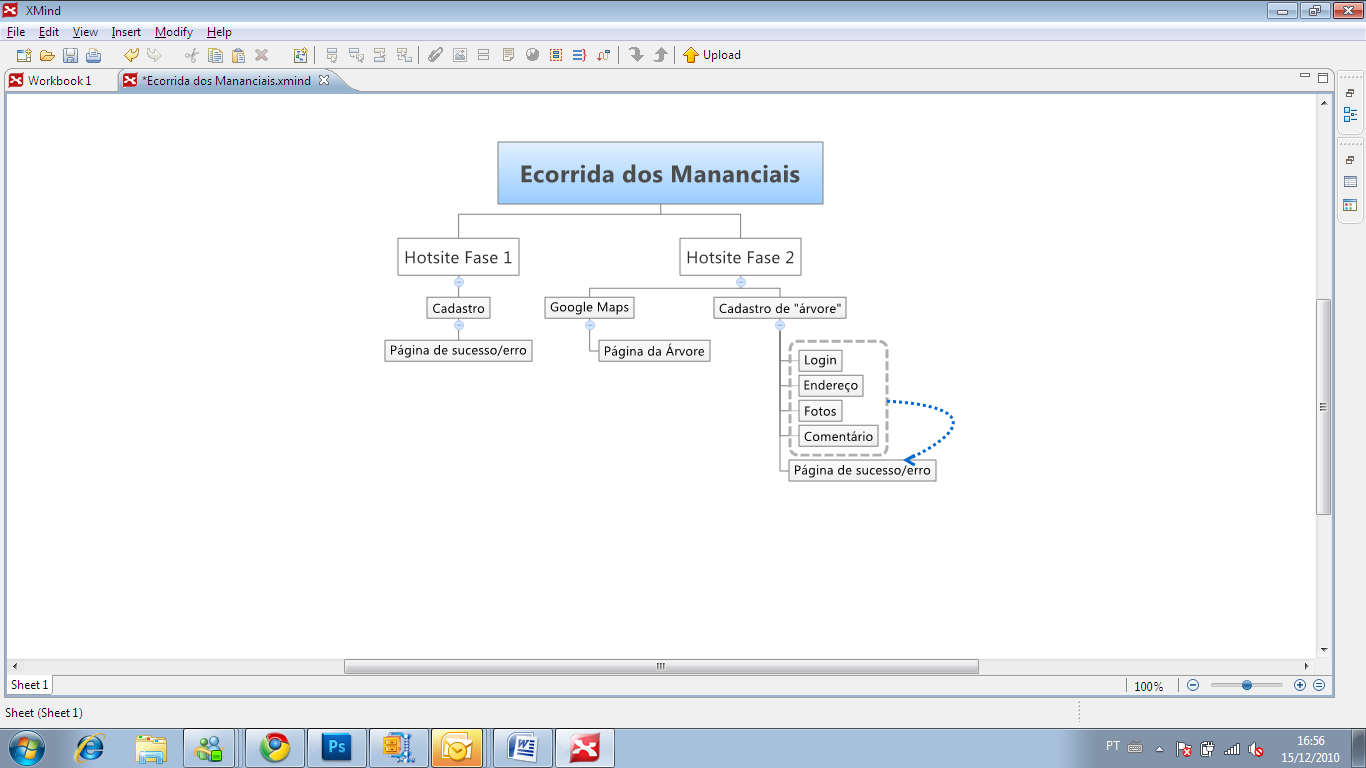 XMind
File Edit View Insert Modify Help
Upload
Workbook 1
*Ecorrida dos Mananciais.xmind
Ecorrida dos Mananciais
Hotsite Fase 1
Hotsite Fase 2
Cadastro
Google Maps
Cadastro de "árvore"
Página de sucesso/erro
Página da Árvore
Login
Endereço
Fotos
Comentário
Página de sucesso/erro
Sheet 1
100%
Sheet (Sheet 1)
Ps
W
PT
16:56
15/12/2010